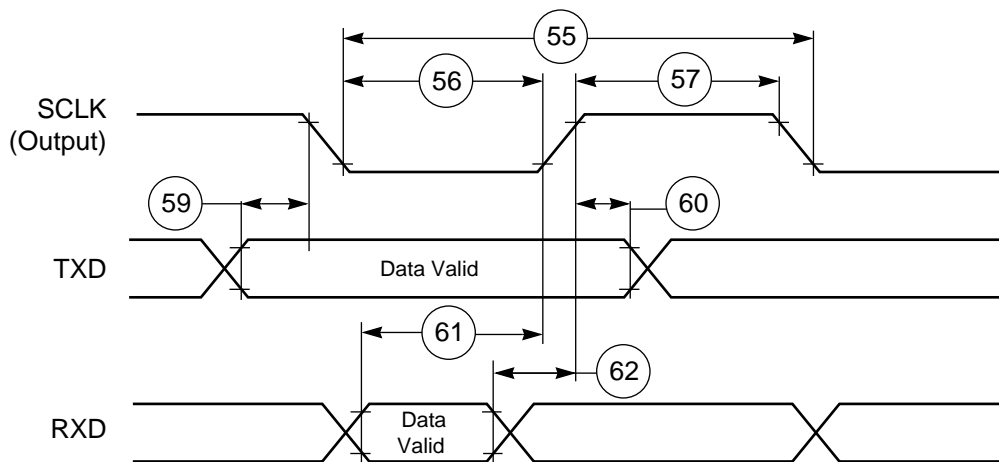 55
56
57
SCLK
(Output)
59
60
TXD
Data Valid
61
62
RXD
Data
Valid